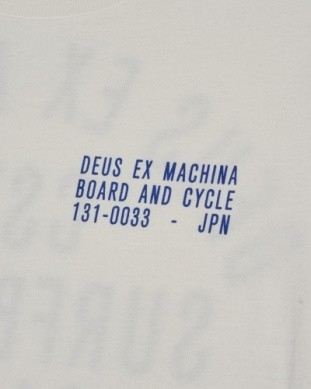 DEUS EX MACHINA
BOARD AND CYCLE
131-0033 - JPN